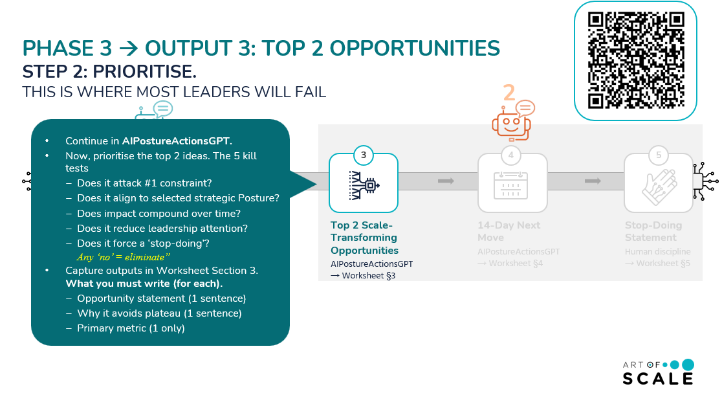 PHASE 3 → OUTPUT 3: TOP 2 OPPORTUNITIES
STEP 2: PRIORITISE.
THIS IS WHERE MOST LEADERS WILL FAIL
• Continue in AIPostureActionsGPT.
• Now, prioritise the top 2 ideas. The 5 kill
tests
– Does it attack #1 constraint?
– Does it align to selected strategic Posture?
– Does impact compound over time?
– Does it reduce leadership attention?
– Does it force a 'stop-doing'?
Any 'no' = eliminate"
• Capture outputs in Worksheet Section 3.
What you must write (for each).
– Opportunity statement (1 sentence)
– Why it avoids plateau (1 sentence)
– Primary metric (1 only)
2
3
Top 2 Scale-
Transforming
Opportunities
AIPostureActionsGPT
→ Worksheet §3
4
14-Day Next
Move
AIPostureActionsGPT
→ Worksheet §4
5
Stop-Doing
Statement
Human discipline
→ Worksheet §5
ART OF
SCALE